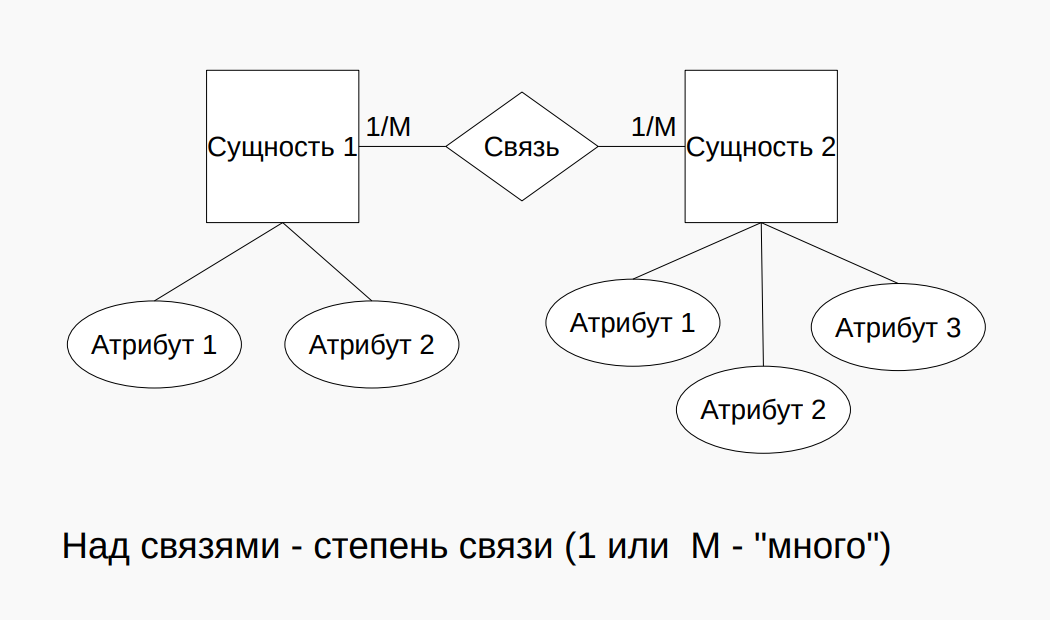 1/М
1/М
Сущность 1
Связь
Сущность 2
Атрибут 1
Атрибут 2
Атрибут 1
Атрибут 3
Атрибут 2
Над связями - степень связи (1 или  М - "много")